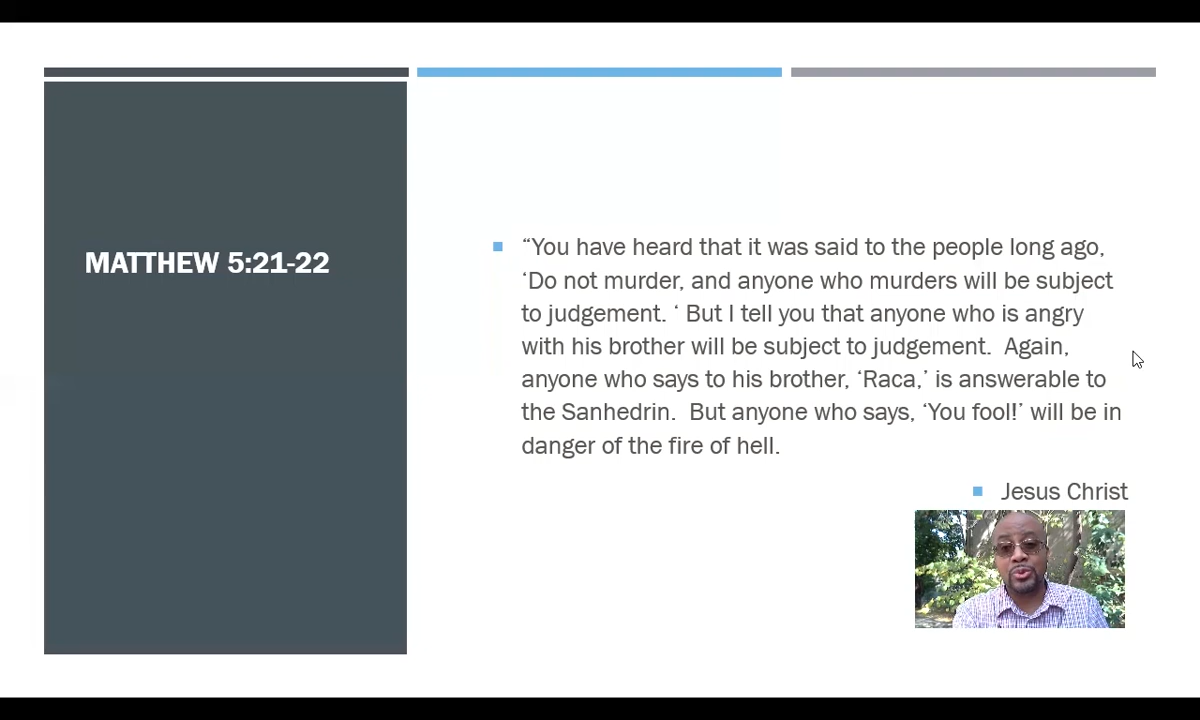 MATTHEW 5:21-22
“You have heard that it was said to the people long ago,
‘Do not murder, and anyone who murders will be subject
to judgement. ‘ But I tell you that anyone who is angry
with his brother will be subject to judgement.  Again,
anyone who says to his brother, ‘Raca,’ is answerable to
the Sanhedrin.  But anyone who says, ‘You fool!’ will be in
danger of the fire of hell.
Jesus Christ